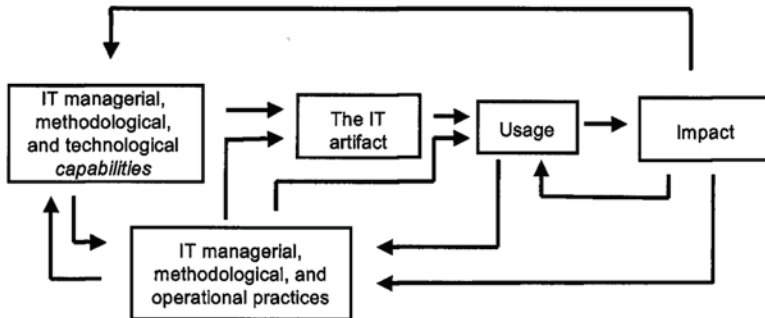 IT managerial,
methodological,
and technological
capabilities
The IT
artifact
Usage
Impact
IT managerial,
methodological, and
operational practices